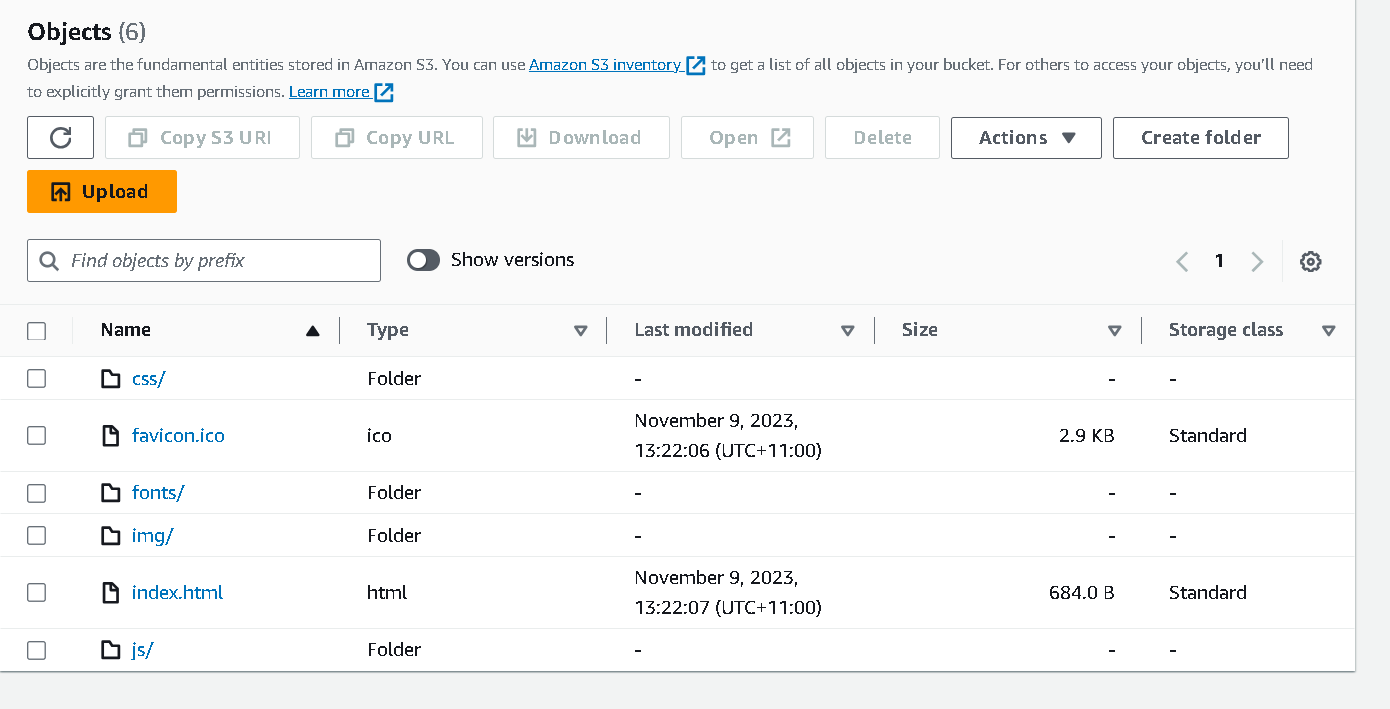 Objects (6)
Objects are the fundamental entities stored in Amazon S3. You can use Amazon S3 inventory to get a list of all objects in your bucket. For others to access your objects, you'll need
to explicitly grant them permissions. Learn more
Copy S3 URI Copy URL Download Open Delete Actions Create folder
Upload
Find objects by prefix Show versions 1
Name Type Last modified Size Storage class
css/ Folder - - -
favicon.ico ico November 9, 2023, 2.9 KB Standard
13:22:06 (UTC+11:00)
fonts/ Folder - - -
img/ Folder - - -
index.html html November 9, 2023, 684.0 B Standard
13:22:07 (UTC+11:00)
js/ Folder - - -